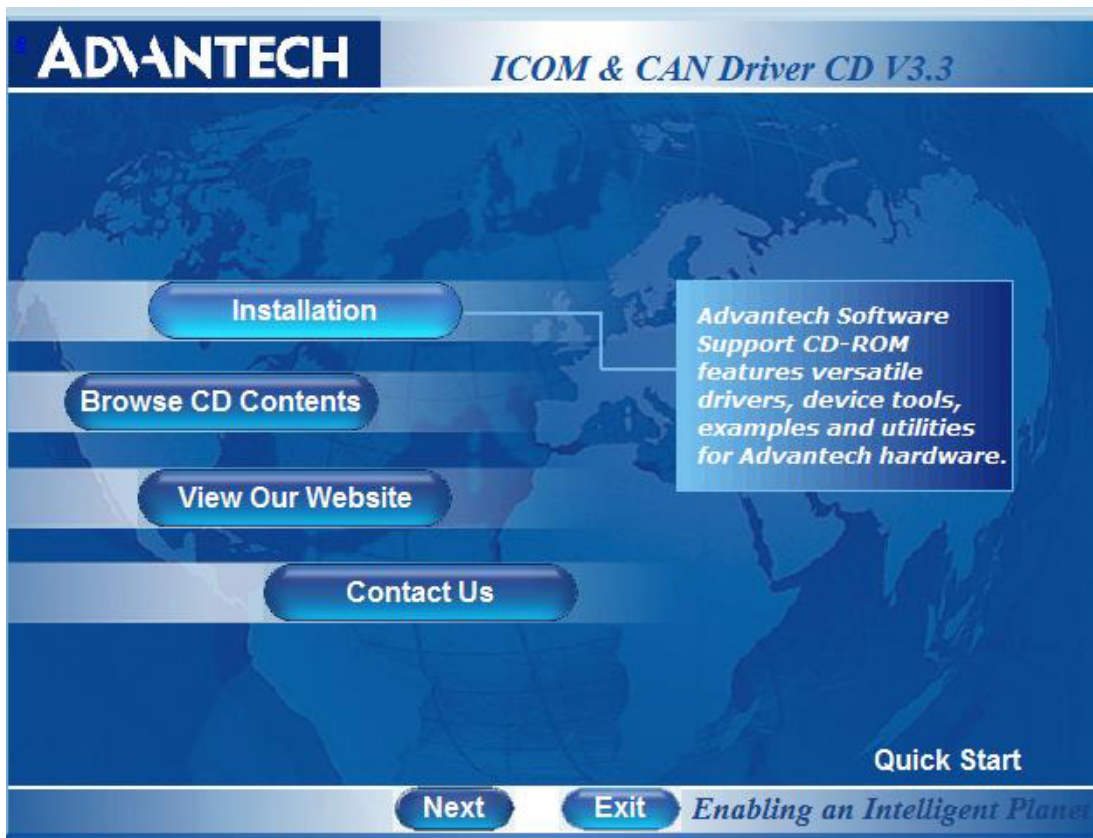 ADVANTECH
ICOM & CAN Driver CD V3.3
Installation
Advantech Software
Support CD-ROM
features versatile
drivers, device tools,
examples and utilities
for Advantech hardware.
Browse CD Contents
View Our Website
Contact Us
Quick Start
Next
Exit
Enabling an Intelligent Planet